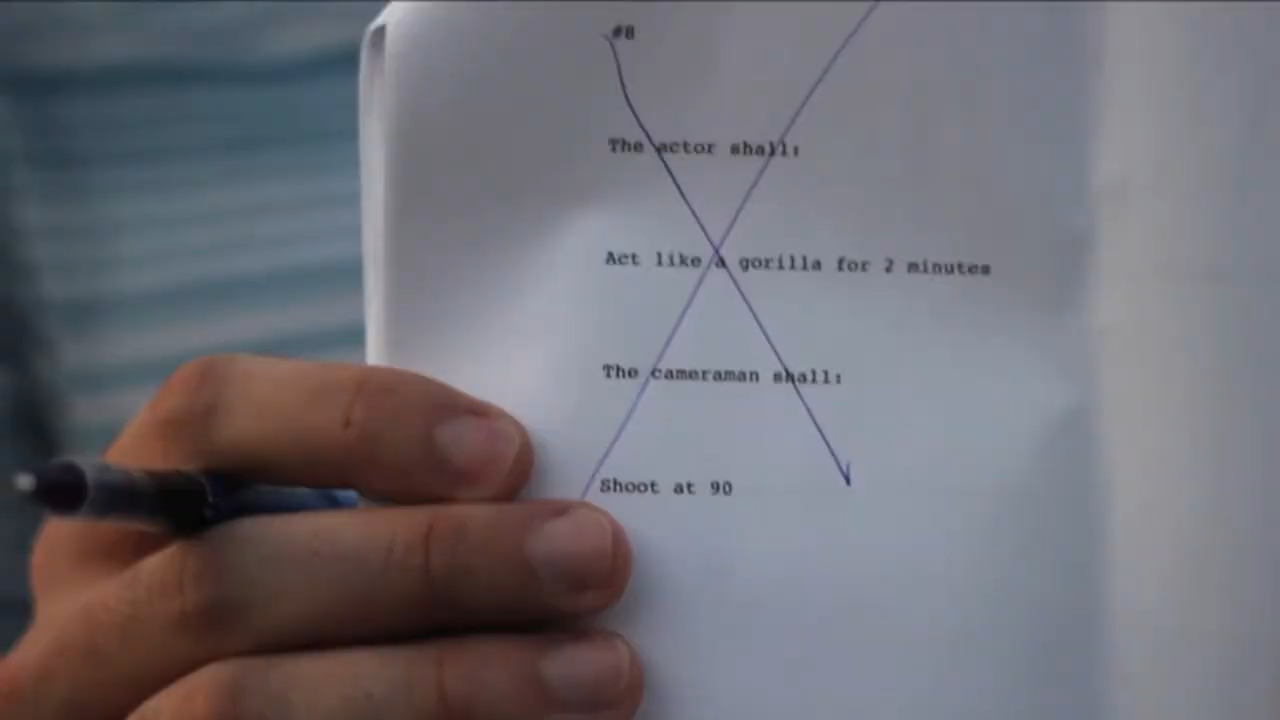 #8
The actor shall:
Act like a gorilla for 2 minutes
The cameraman shall:
Shoot at 90